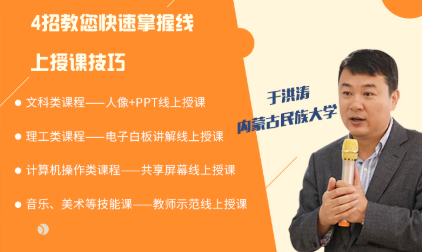 4招教您快速掌握线
上授课技巧
文科类课程——人像+PPT线上授课
理工类课程——电子白板讲解线上授课
计算机操作类课程-——共享屏幕线上授课
音乐、美术等技能课——教师示范线上授课
于洪涛
内蒙古民族大学